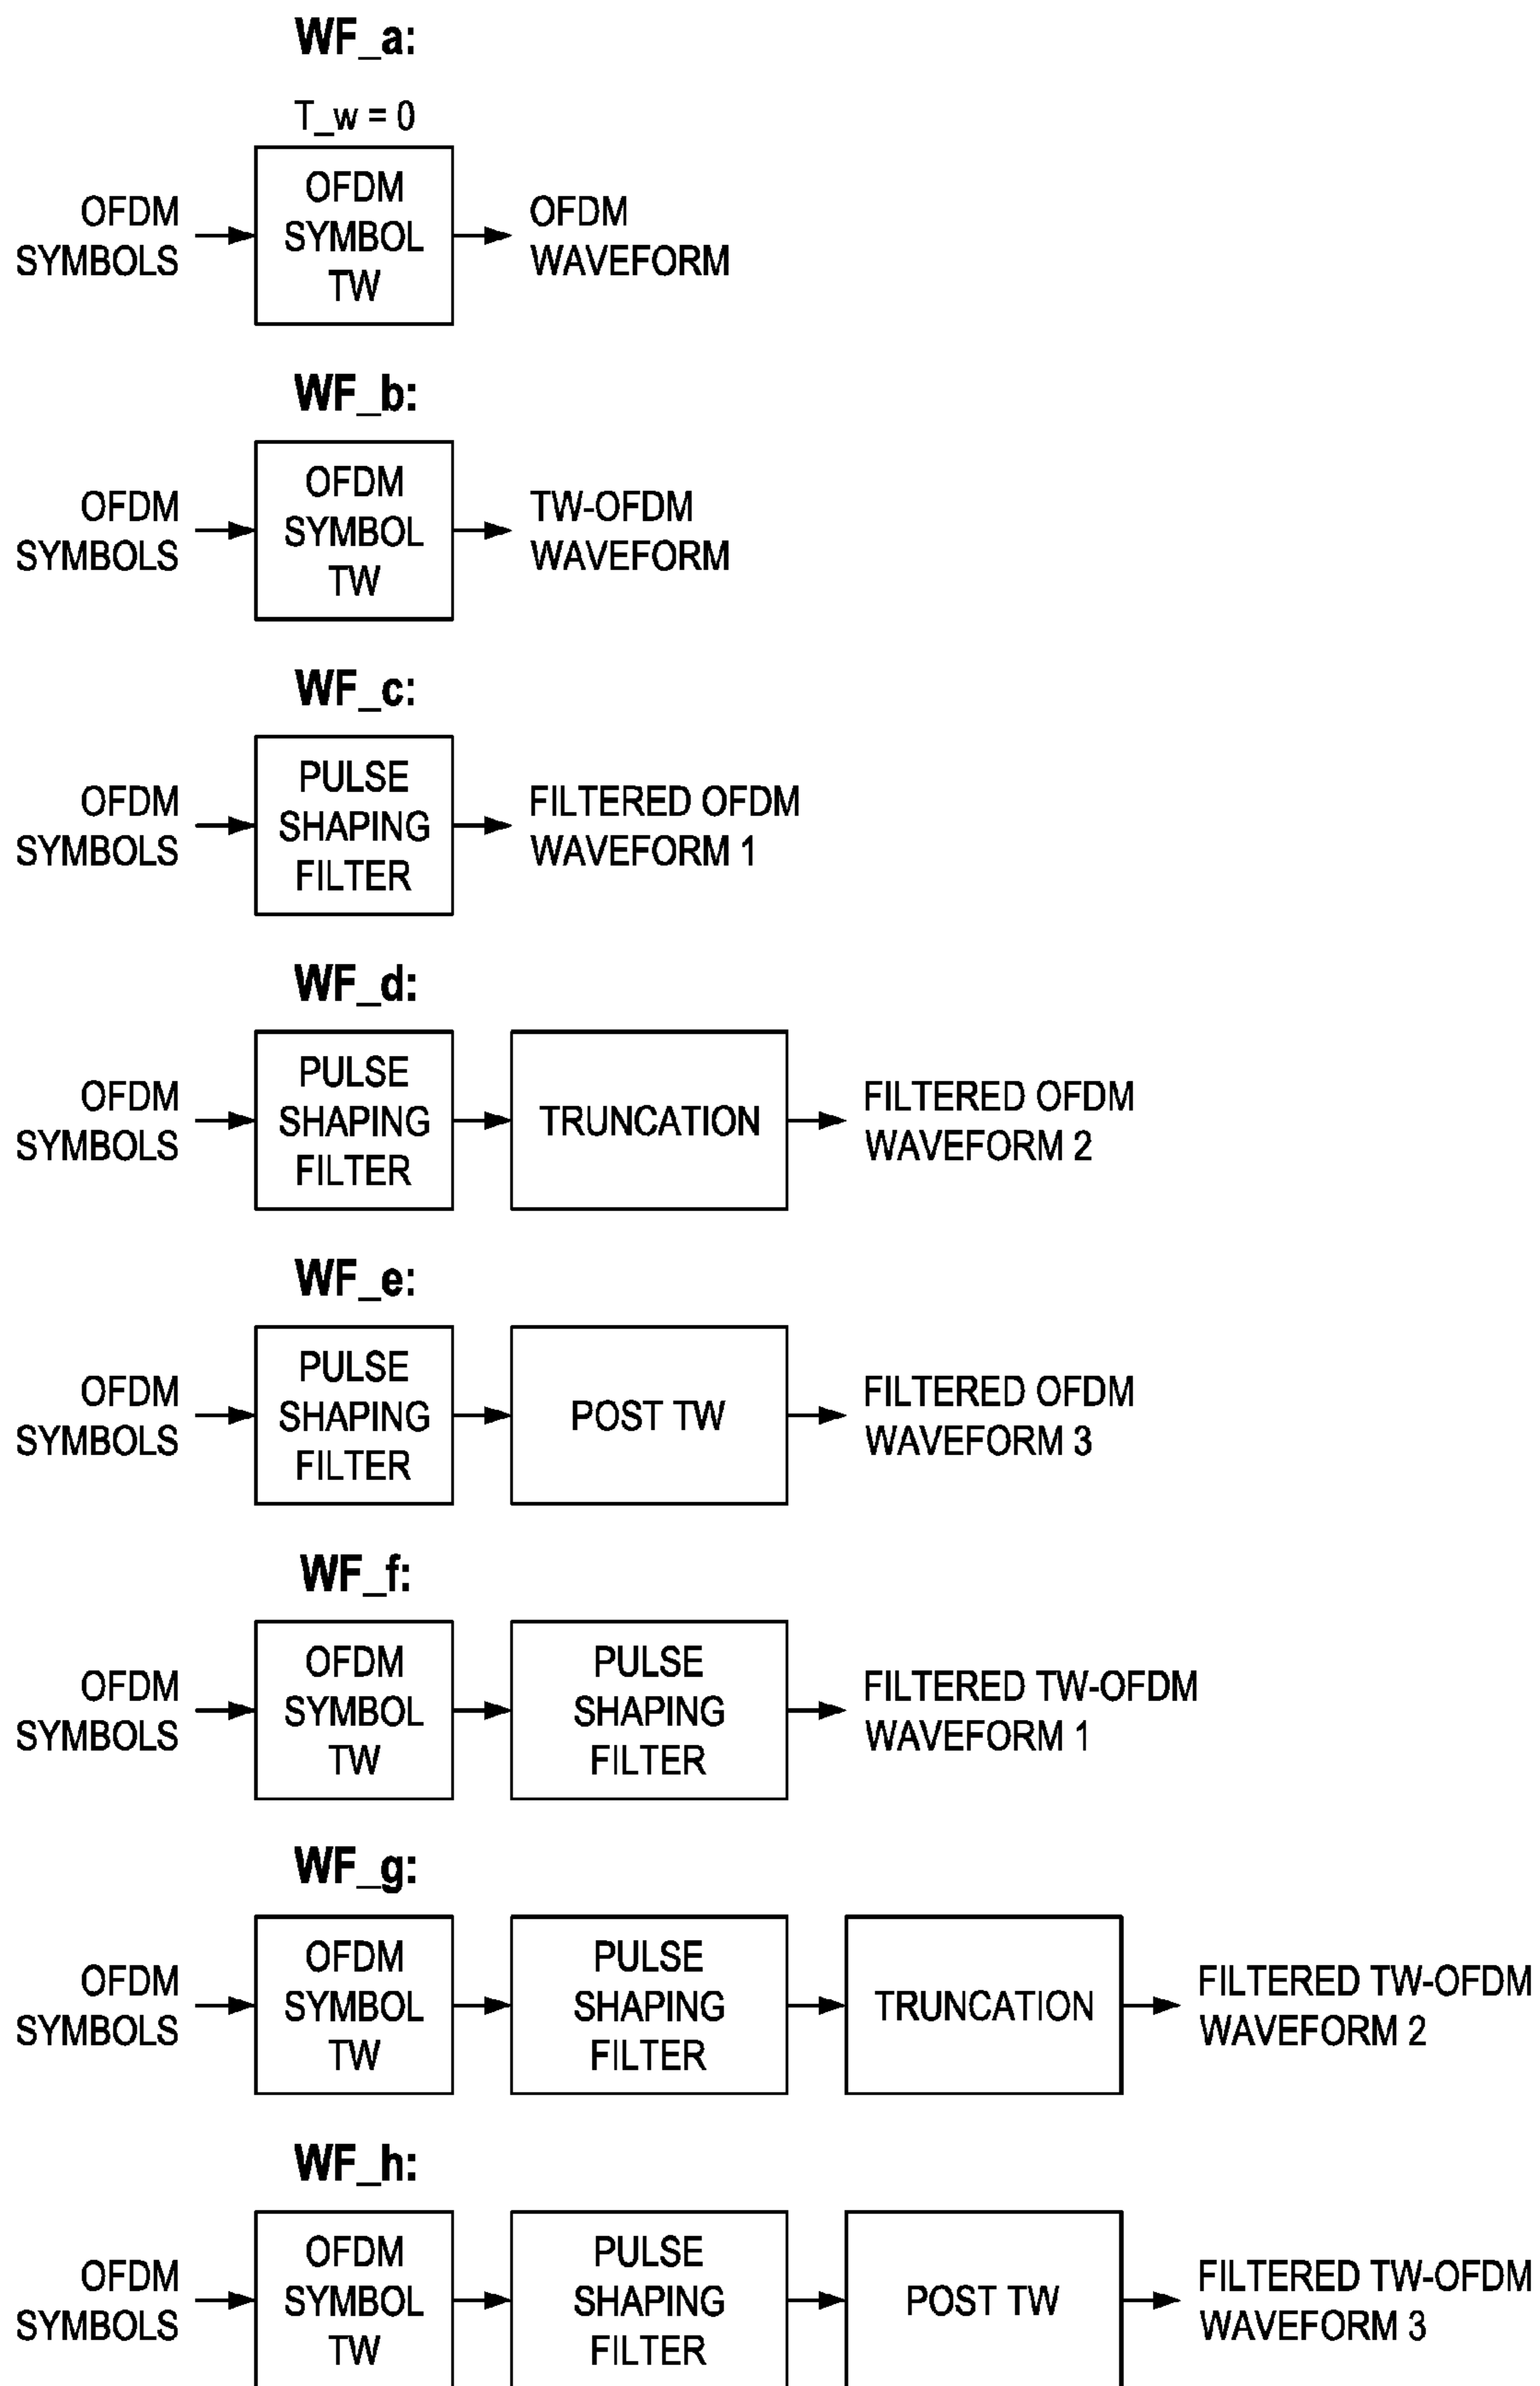 WF_a:
T_w = 0
OFDM
SYMBOLS
OFDM
SYMBOL
TW
OFDM
WAVEFORM
WF_b:
OFDM
SYMBOLS
OFDM
SYMBOL
TW
TW-OFDM
WAVEFORM
WF_c:
OFDM
SYMBOLS
PULSE
SHAPING
FILTER
FILTERED OFDM
WAVEFORM 1
WF_d:
OFDM
SYMBOLS
PULSE
SHAPING
FILTER
TRUNCATION
FILTERED OFDM
WAVEFORM 2
WF_e:
OFDM
SYMBOLS
PULSE
SHAPING
FILTER
POST TW
FILTERED OFDM
WAVEFORM 3
WF_f:
OFDM
SYMBOLS
OFDM
SYMBOL
TW
PULSE
SHAPING
FILTER
FILTERED TW-OFDM
WAVEFORM 1
WF_g:
OFDM
SYMBOLS
OFDM
SYMBOL
TW
PULSE
SHAPING
FILTER
TRUNCATION
FILTERED TW-OFDM
WAVEFORM 2
WF_h:
OFDM
SYMBOLS
OFDM
SYMBOL
TW
PULSE
SHAPING
FILTER
POST TW
FILTERED TW-OFDM
WAVEFORM 3